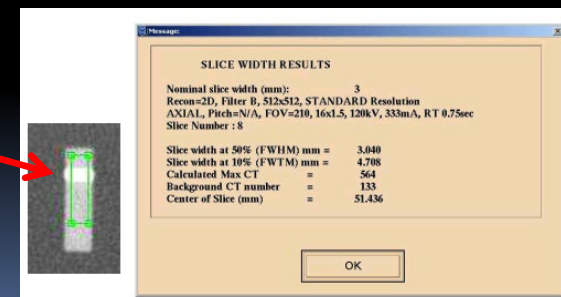 Message:
SLICE WIDTH RESULTS
Nominal slice width (mm): 3
Recon=2D, Filter B, 512x512, STANDARD Resolution
AXIAL, Pitch=N/A, FOV=210, 16x1.5, 120kV, 333mA, RT 0.75sec
Slice Number : 8
Slice width at 50% (FWHM) mm = 3.040
Slice width at 10% (FWTM) mm = 4.708
Calculated Max CT = 564
Background CT number = 133
Center of Slice (mm) = 51.436
OK